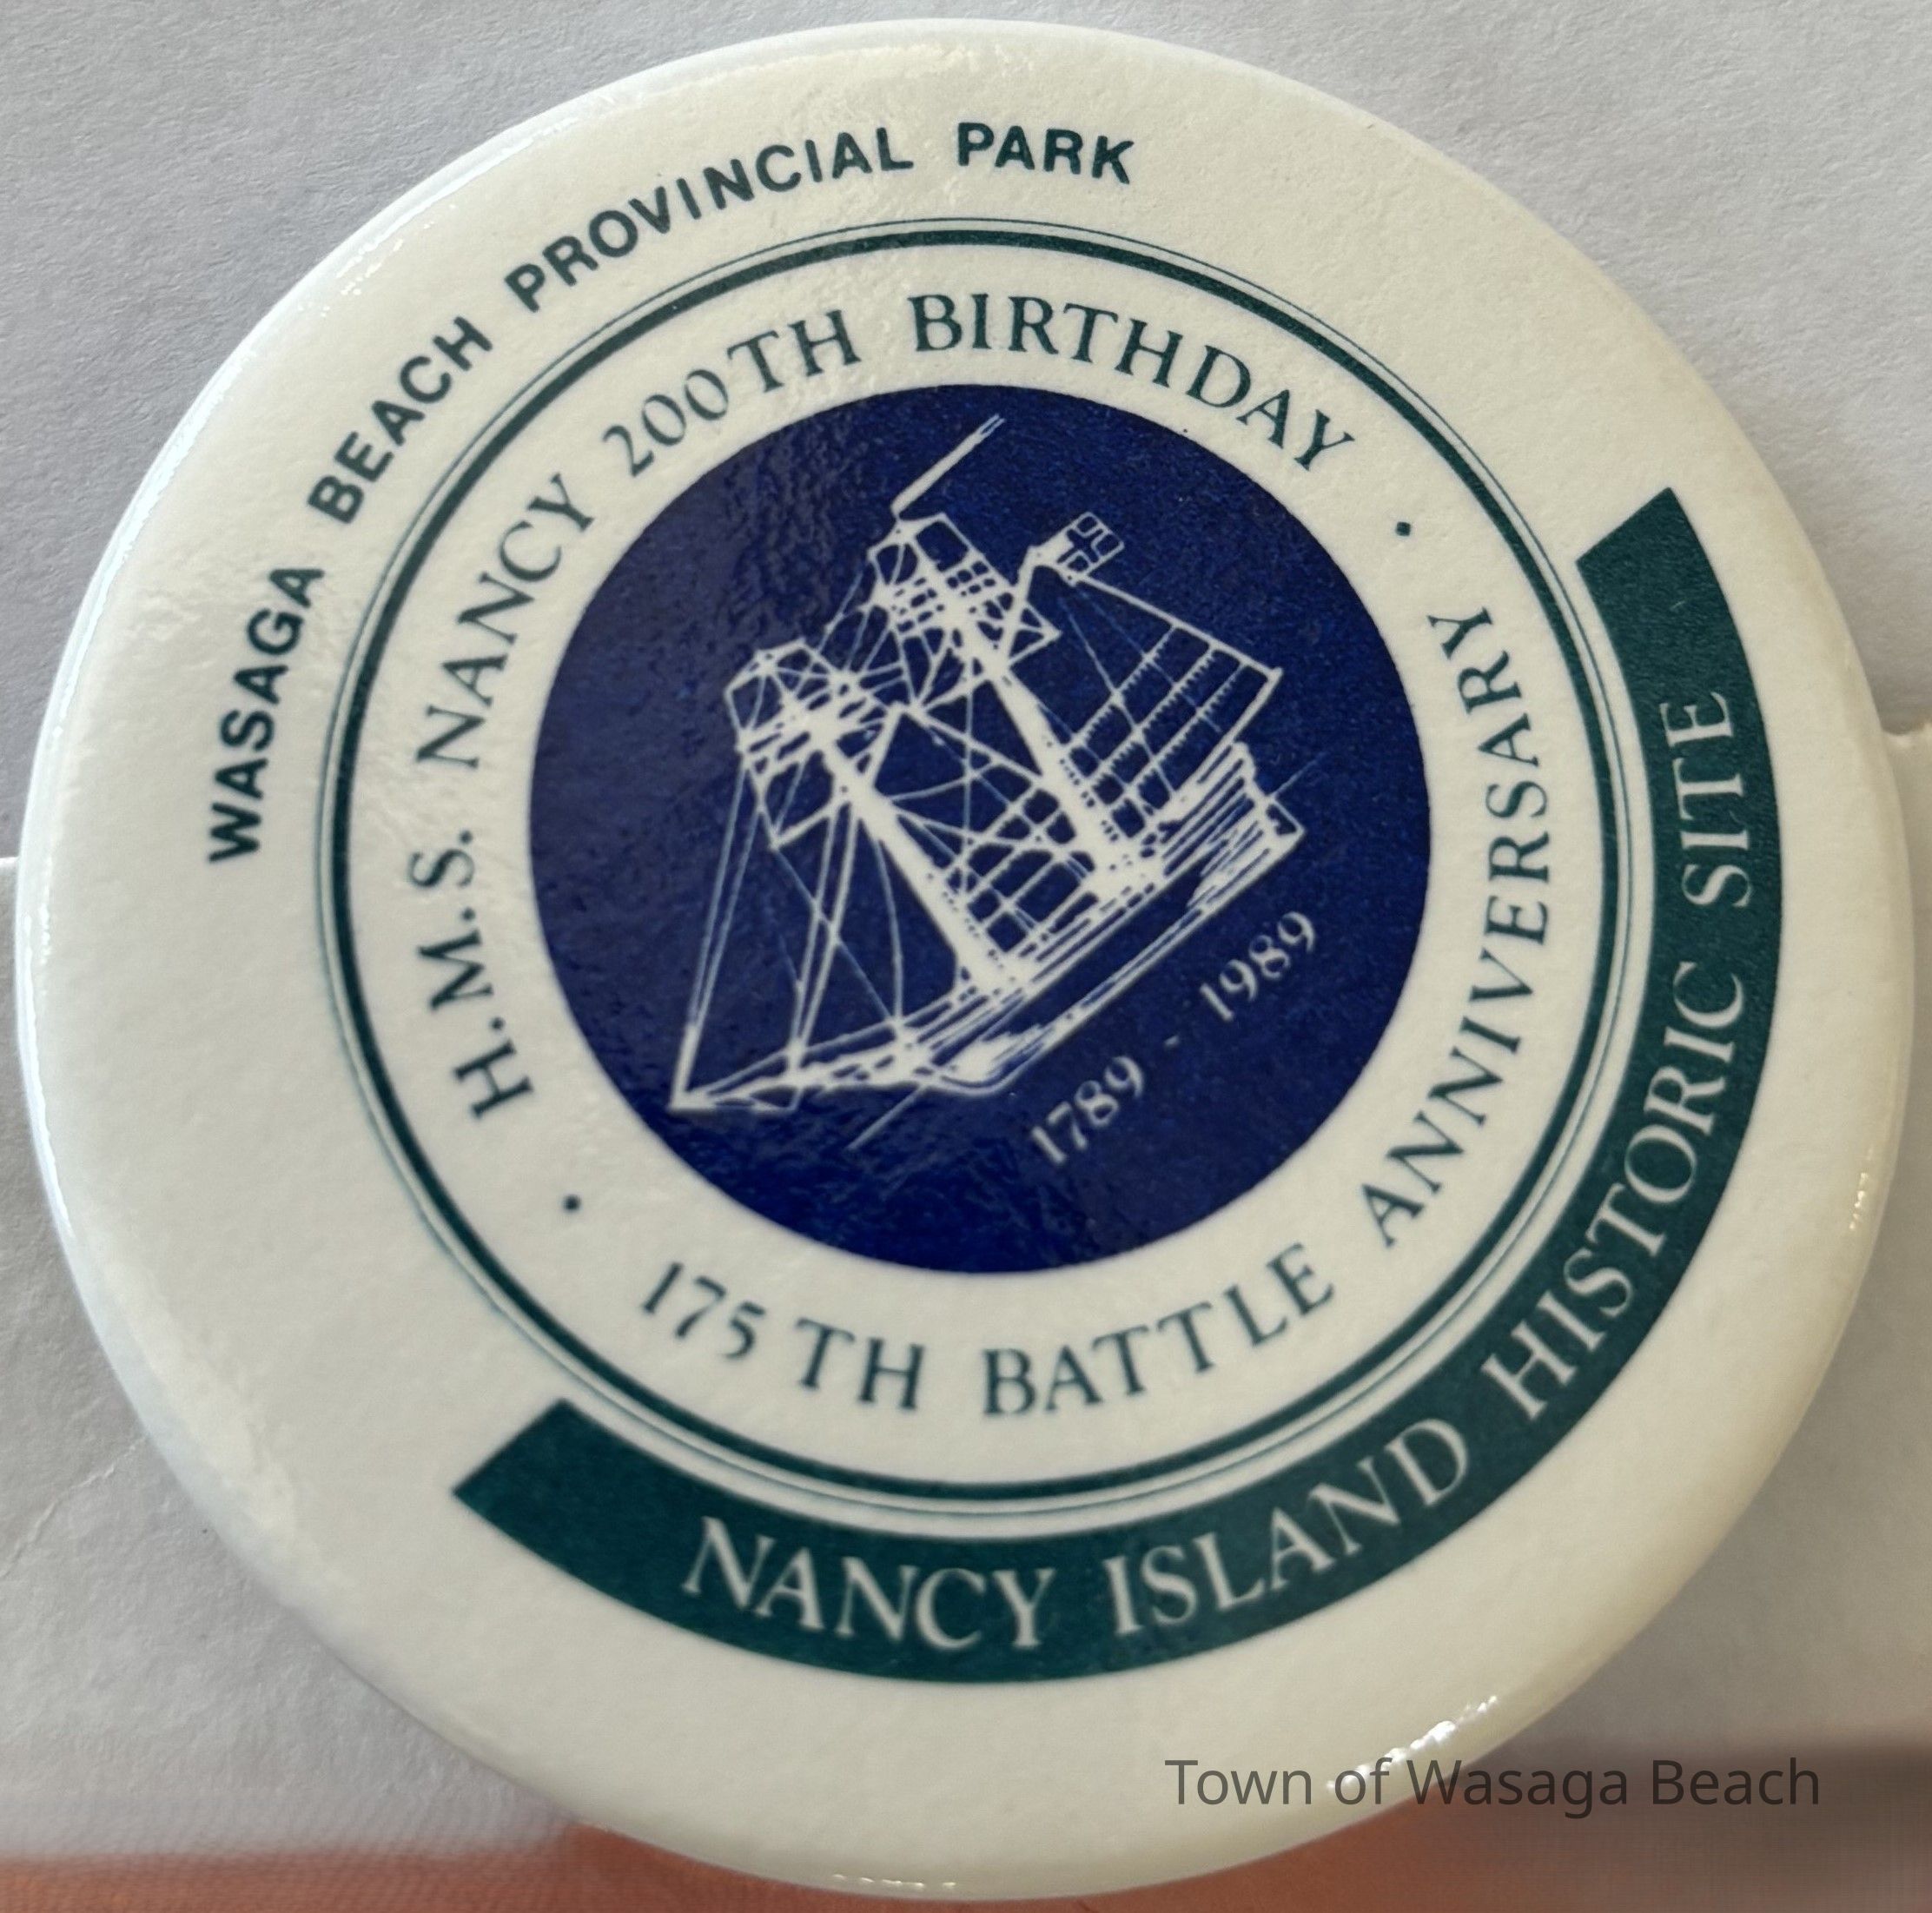 WASAGA BEACH PROVINCIAL PARK
H.M.S. NANCY 200TH BIRTHDAY
· 175TH BATTLE ANNIVERSARY ·
1789 - 1989
NANCY ISLAND HISTORIC SITE
Town of Wasaga Beach